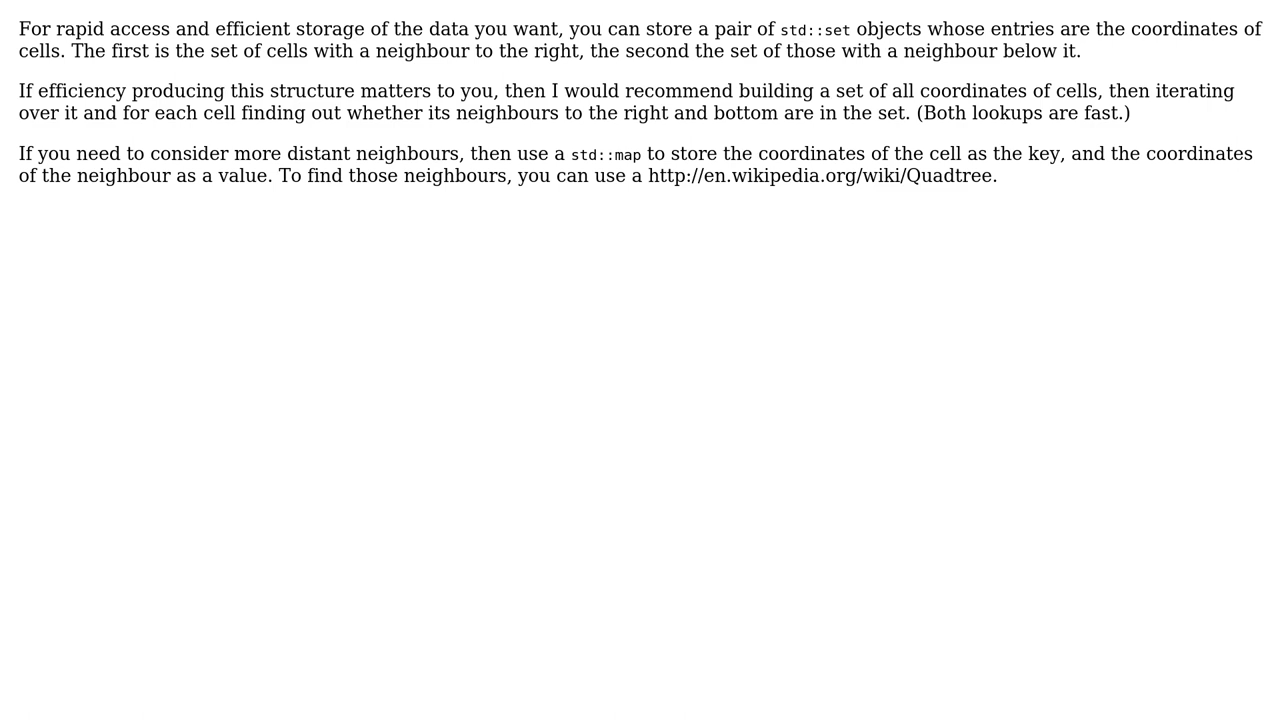 For rapid access and efficient storage of the data you want, you can store a pair of std::set objects whose entries are the coordinates of
cells. The first is the set of cells with a neighbour to the right, the second the set of those with a neighbour below it.
If efficiency producing this structure matters to you, then I would recommend building a set of all coordinates of cells, then iterating
over it and for each cell finding out whether its neighbours to the right and bottom are in the set. (Both lookups are fast.)
If you need to consider more distant neighbours, then use a std::map to store the coordinates of the cell as the key, and the coordinates
of the neighbour as a value. To find those neighbours, you can use a http://en.wikipedia.org/wiki/Quadtree.